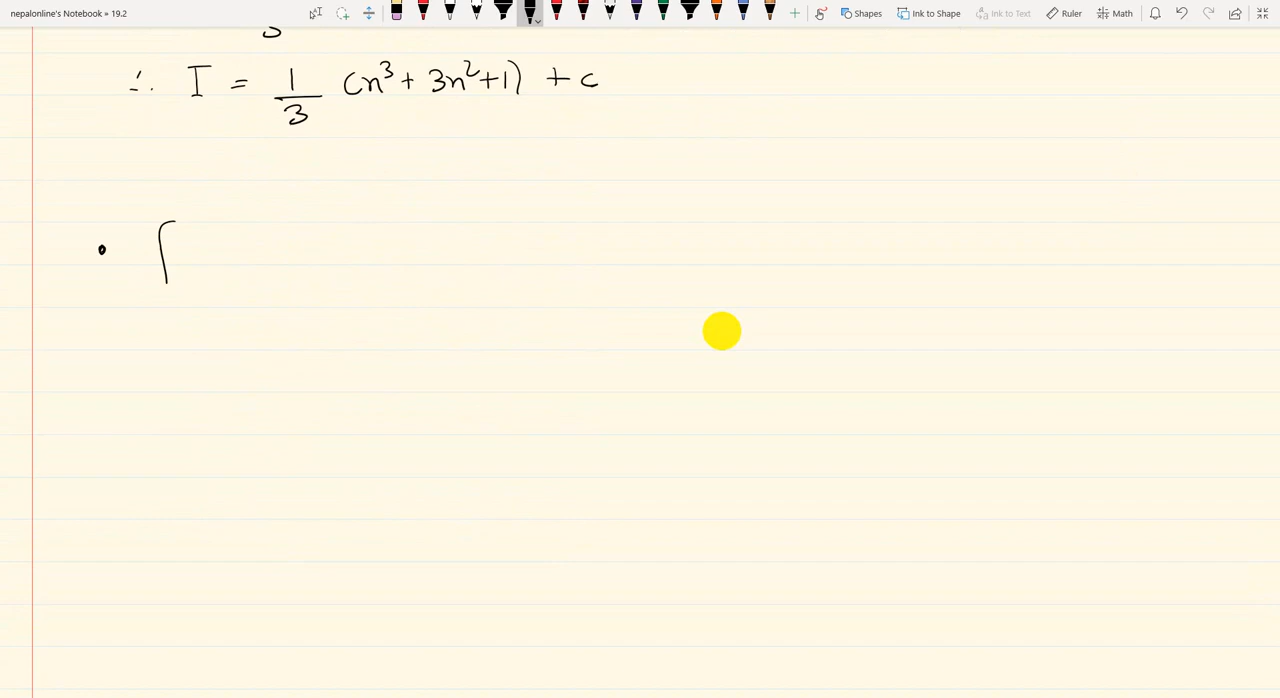 nepalonline's Notebook » 19.2
Shapes Ink to Shape Ink to Text Ruler Math
∴ I = 1/3 (x³ + 3x² + 1) + c
• ∫